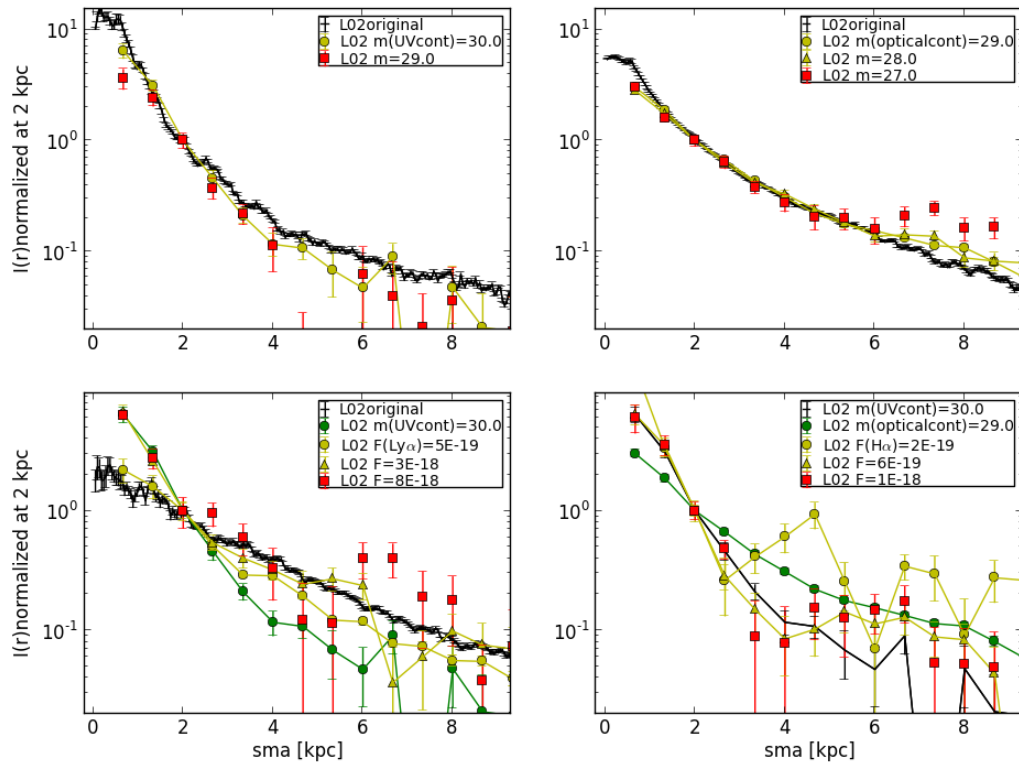 L02original
L02 m(UVcont)=30.0
L02 m=29.0
I(r)normalized at 2 kpc
10¹
10⁰
10⁻¹
0 2 4 6 8
L02original
L02 m(opticalcont)=29.0
L02 m=28.0
L02 m=27.0
10¹
10⁰
10⁻¹
0 2 4 6 8
L02original
L02 m(UVcont)=30.0
L02 F(Lyα)=5E-19
L02 F=3E-18
L02 F=8E-18
I(r)normalized at 2 kpc
10⁰
10⁻¹
0 2 4 6 8
sma [kpc]
L02 m(UVcont)=30.0
L02 m(opticalcont)=29.0
L02 F(Hα)=2E-19
L02 F=6E-19
L02 F=1E-18
10⁰
10⁻¹
0 2 4 6 8
sma [kpc]